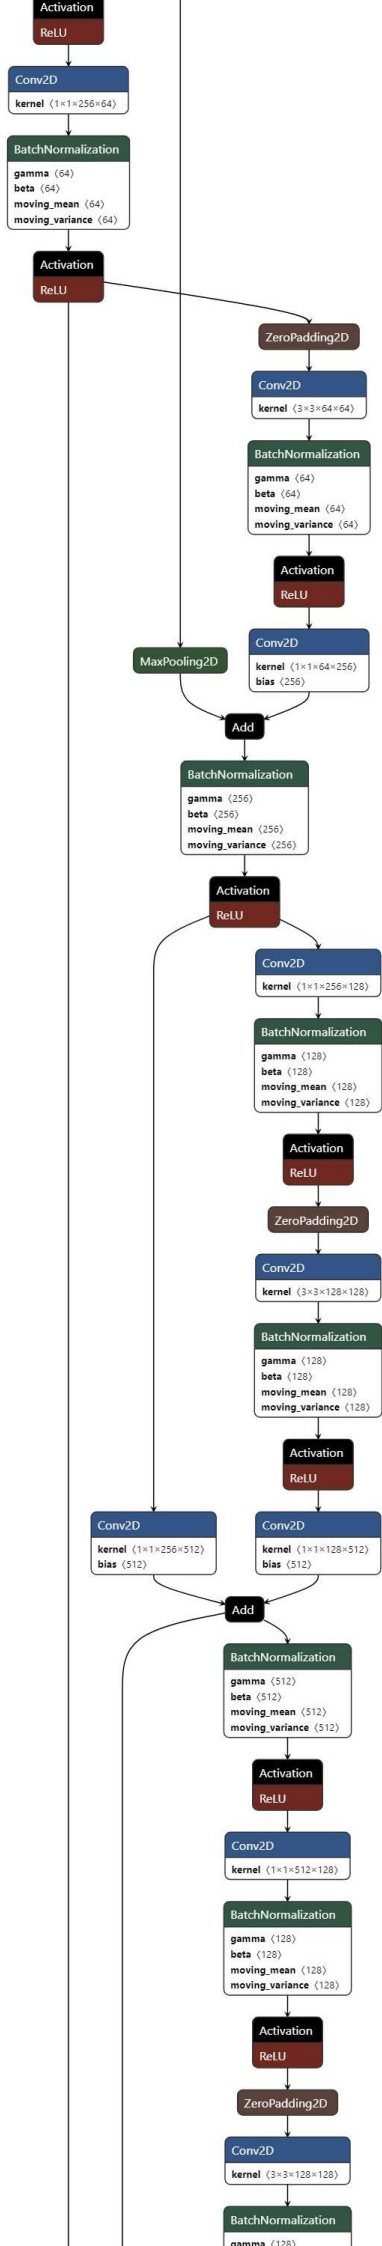 Activation
ReLU
Conv2D
kernel ⟨1×1×256×64⟩
BatchNormalization
gamma ⟨64⟩
beta ⟨64⟩
moving_mean ⟨64⟩
moving_variance ⟨64⟩
Activation
ReLU
ZeroPadding2D
Conv2D
kernel ⟨3×3×64×64⟩
BatchNormalization
gamma ⟨64⟩
beta ⟨64⟩
moving_mean ⟨64⟩
moving_variance ⟨64⟩
Activation
ReLU
MaxPooling2D
Conv2D
kernel ⟨1×1×64×256⟩
bias ⟨256⟩
Add
BatchNormalization
gamma ⟨256⟩
beta ⟨256⟩
moving_mean ⟨256⟩
moving_variance ⟨256⟩
Activation
ReLU
Conv2D
kernel ⟨1×1×256×128⟩
BatchNormalization
gamma ⟨128⟩
beta ⟨128⟩
moving_mean ⟨128⟩
moving_variance ⟨128⟩
Activation
ReLU
ZeroPadding2D
Conv2D
kernel ⟨3×3×128×128⟩
BatchNormalization
gamma ⟨128⟩
beta ⟨128⟩
moving_mean ⟨128⟩
moving_variance ⟨128⟩
Activation
ReLU
Conv2D
kernel ⟨1×1×256×512⟩
bias ⟨512⟩
Conv2D
kernel ⟨1×1×128×512⟩
bias ⟨512⟩
Add
BatchNormalization
gamma ⟨512⟩
beta ⟨512⟩
moving_mean ⟨512⟩
moving_variance ⟨512⟩
Activation
ReLU
Conv2D
kernel ⟨1×1×512×128⟩
BatchNormalization
gamma ⟨128⟩
beta ⟨128⟩
moving_mean ⟨128⟩
moving_variance ⟨128⟩
Activation
ReLU
ZeroPadding2D
Conv2D
kernel ⟨3×3×128×128⟩
BatchNormalization
gamma ⟨128⟩